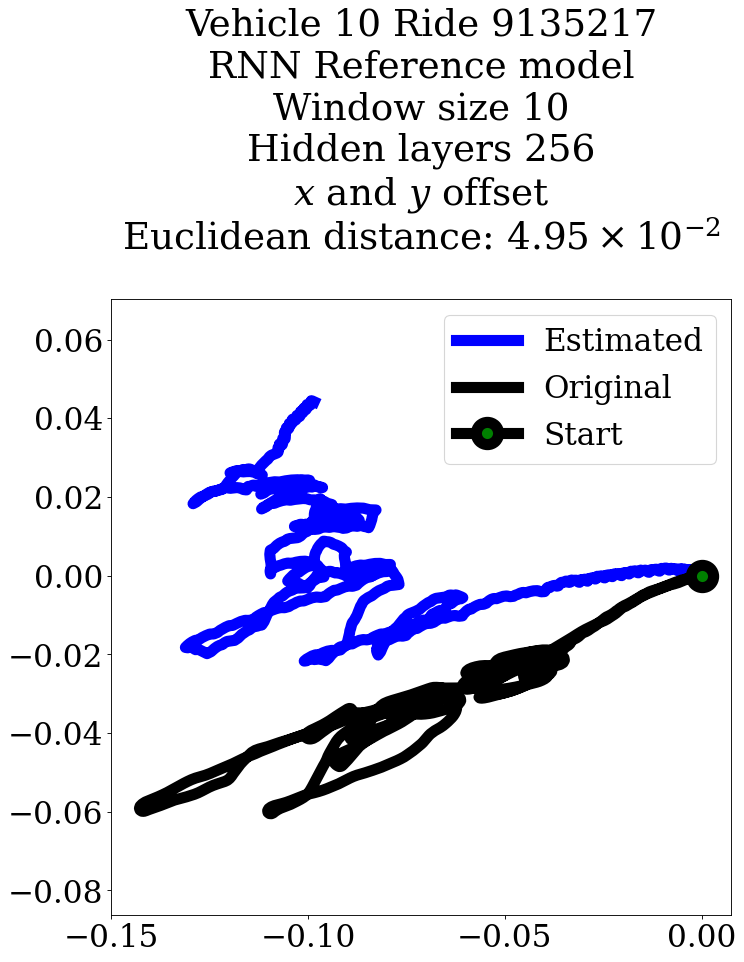 Vehicle 10 Ride 9135217
RNN Reference model
Window size 10
Hidden layers 256
x and y offset
Euclidean distance: 4.95 × 10⁻²
Estimated
Original
Start
0.06
0.04
0.02
0.00
−0.02
−0.04
−0.06
−0.08
−0.15 −0.10 −0.05 0.00